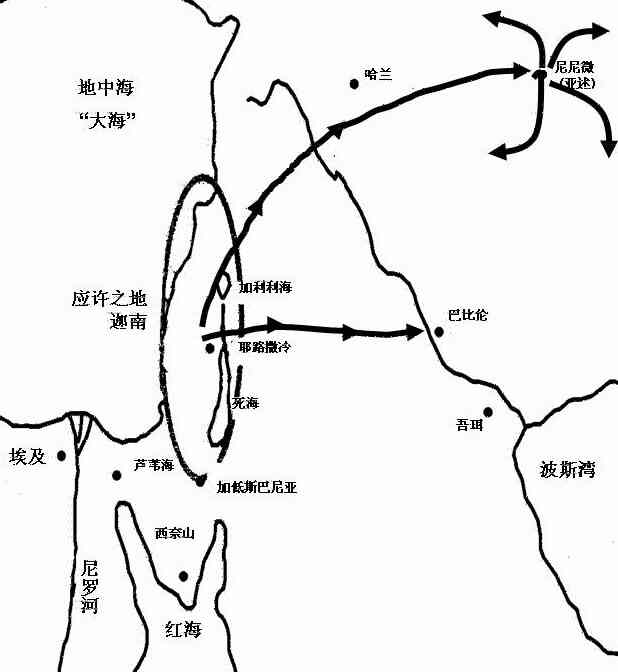 哈兰
尼尼微
(亚述)
地中海
“大海”
加利利海
应许之地
迦南
巴比伦
耶路撒冷
死海
吾珥
埃及
芦苇海
加低斯巴尼亚
波斯湾
西奈山
尼罗河
红海